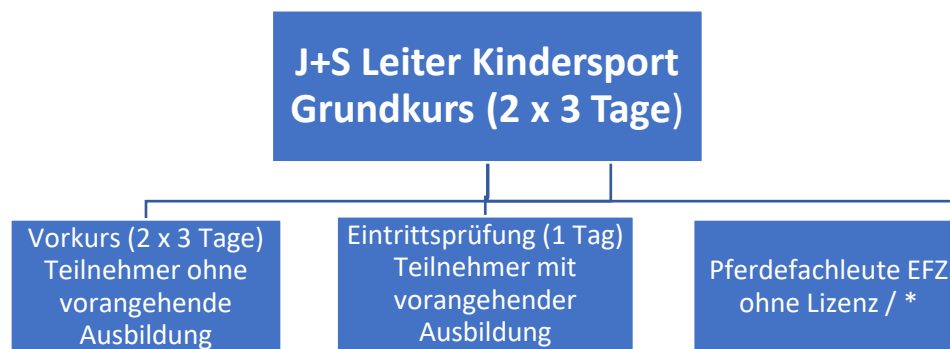 J+S Leiter Kindersport
Grundkurs (2 x 3 Tage)
Vorkurs (2 x 3 Tage)
Teilnehmer ohne
vorangehende
Ausbildung
Eintrittsprüfung (1 Tag)
Teilnehmer mit
vorangehender
Ausbildung
Pferdefachleute EFZ
ohne Lizenz / *